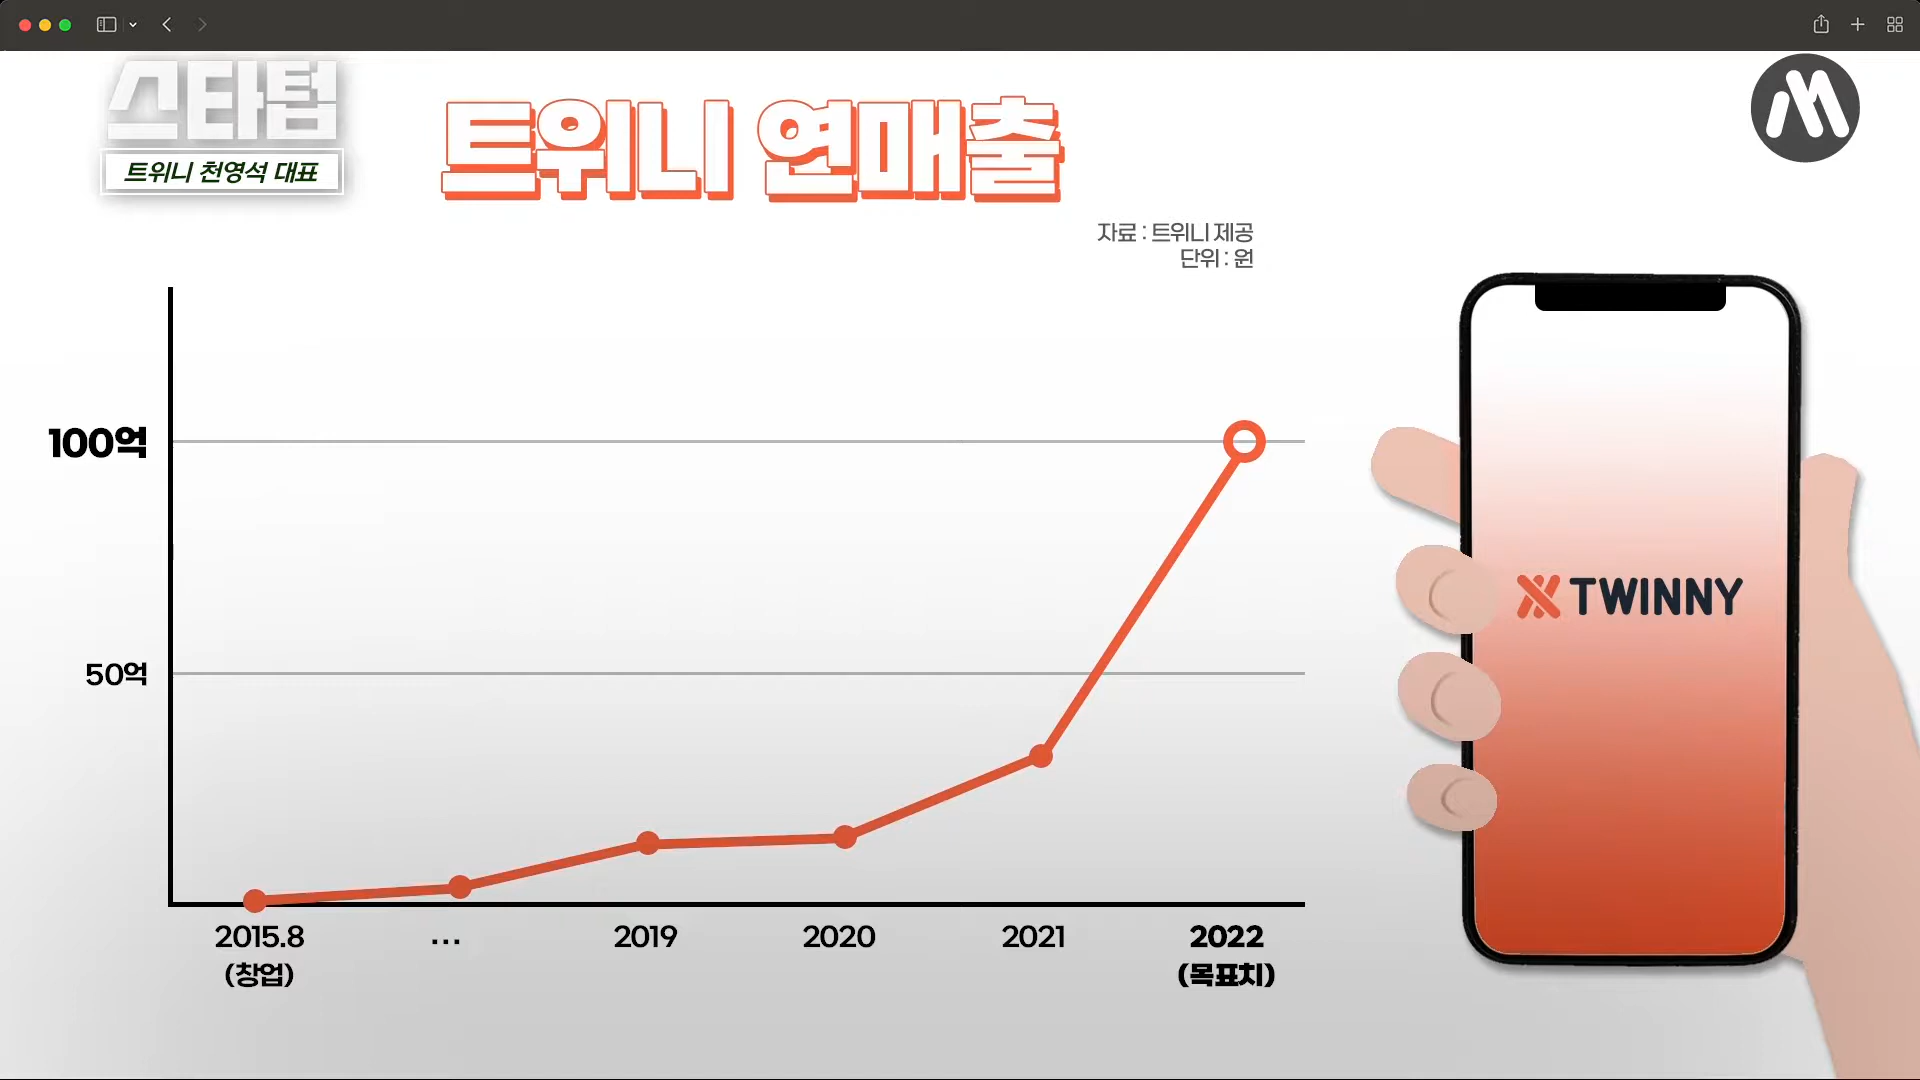 스타텀
트위니 천영석 대표
트위니 연매출
자료 : 트위니 제공
단위 : 원
100억
50억
2015.8
(창업)
...
2019
2020
2021
2022
(목표치)
TWINNY